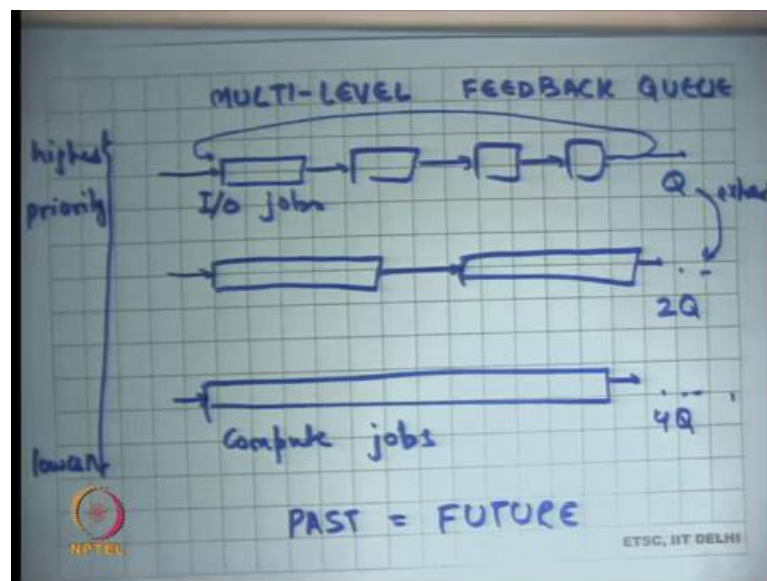 MULTI-LEVEL FEEDBACK QUEUE
highest
priority
I/O jobs
Q
2Q
Compute jobs
4Q
lowest
PAST = FUTURE
NPTEL
ETSC, IIT DELHI